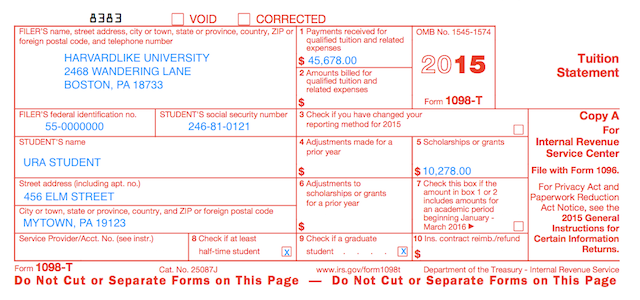 8383 VOID CORRECTED
FILER'S name, street address, city or town, state or province, country, ZIP or
foreign postal code, and telephone number
HARVARDLIKE UNIVERSITY
2468 WANDERING LANE
BOSTON, PA 18733
1 Payments received for
qualified tuition and related
expenses
$ 45,678.00
2 Amounts billed for
qualified tuition and
related expenses
$
OMB No. 1545-1574
2015
Form 1098-T
Tuition
Statement
FILER'S federal identification no.
55-0000000
STUDENT'S social security number
246-81-0121
3 Check if you have changed your
reporting method for 2015
Copy A
For
Internal Revenue
Service Center
File with Form 1096.
For Privacy Act and
Paperwork Reduction
Act Notice, see the
2015 General
Instructions for
Certain Information
Returns.
STUDENT'S name
URA STUDENT
4 Adjustments made for a
prior year
$
5 Scholarships or grants
$ 10,278.00
Street address (including apt. no.)
456 ELM STREET
City or town, state or province, country, and ZIP or foreign postal code
MYTOWN, PA 19123
6 Adjustments to
scholarships or grants
for a prior year
$
7 Check this box if the
amount in box 1 or 2
includes amounts for
an academic period
beginning January -
March 2016 ►
Service Provider/Acct. No. (see instr.)
8 Check if at least
half-time student X
9 Check if a graduate
student . . . . X
10 Ins. contract reimb./refund
$
Form 1098-T Cat. No. 25087J www.irs.gov/form1098t Department of the Treasury - Internal Revenue Service
Do Not Cut or Separate Forms on This Page — Do Not Cut or Separate Forms on This Page